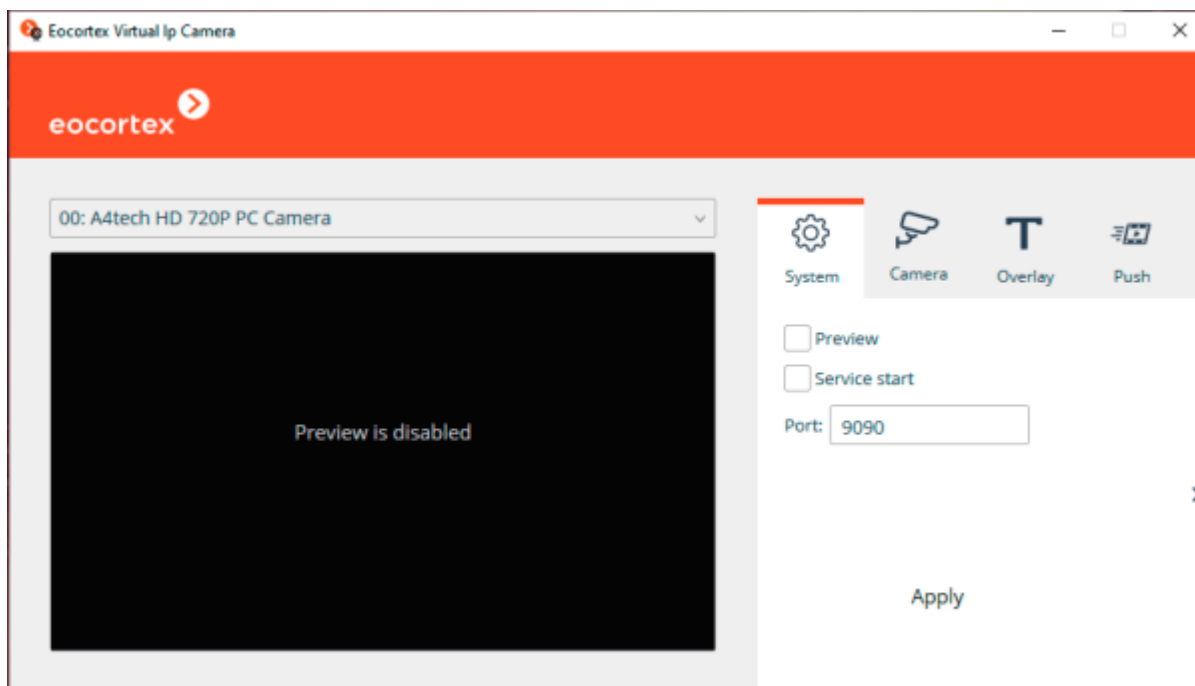 Eocortex Virtual Ip Camera
eocortex
00: A4tech HD 720P PC Camera
Preview is disabled
System
Camera
Overlay
Push
Preview
Service start
Port: 9090
Apply